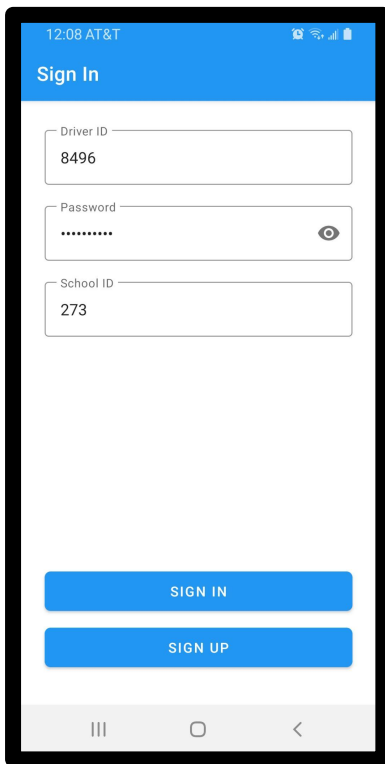 12:08 AT&T
Sign In
Driver ID
8496
Password
••••••••••
School ID
273
SIGN IN
SIGN UP